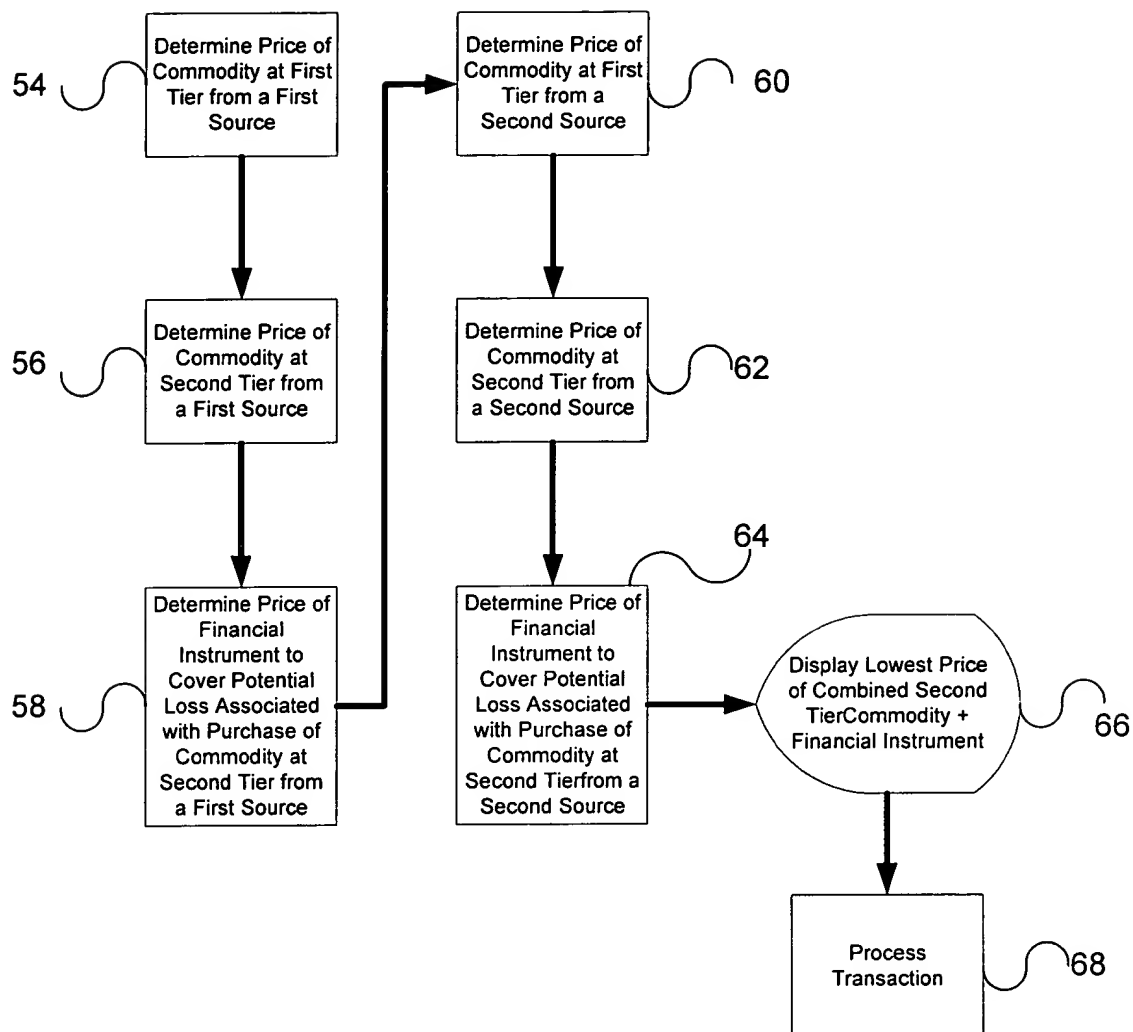 54
Determine Price of
Commodity at First
Tier from a First
Source
56
Determine Price of
Commodity at
Second Tier from
a First Source
58
Determine Price of
Financial
Instrument to
Cover Potential
Loss Associated
with Purchase of
Commodity at
Second Tier from
a First Source
Determine Price of
Commodity at First
Tier from a
Second Source
60
Determine Price of
Commodity at
Second Tier from
a Second Source
62
64
Determine Price of
Financial
Instrument to
Cover Potential
Loss Associated
with Purchase of
Commodity at
Second Tierfrom a
Second Source
Display Lowest Price
of Combined Second
TierCommodity +
Financial Instrument
66
Process
Transaction
68